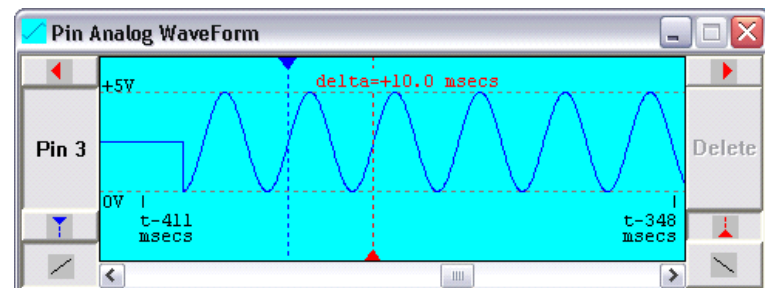 Pin Analog WaveForm
delta=+10.0 msecs
+5V
Pin 3
Delete
0V
t-411
msecs
t-348
msecs